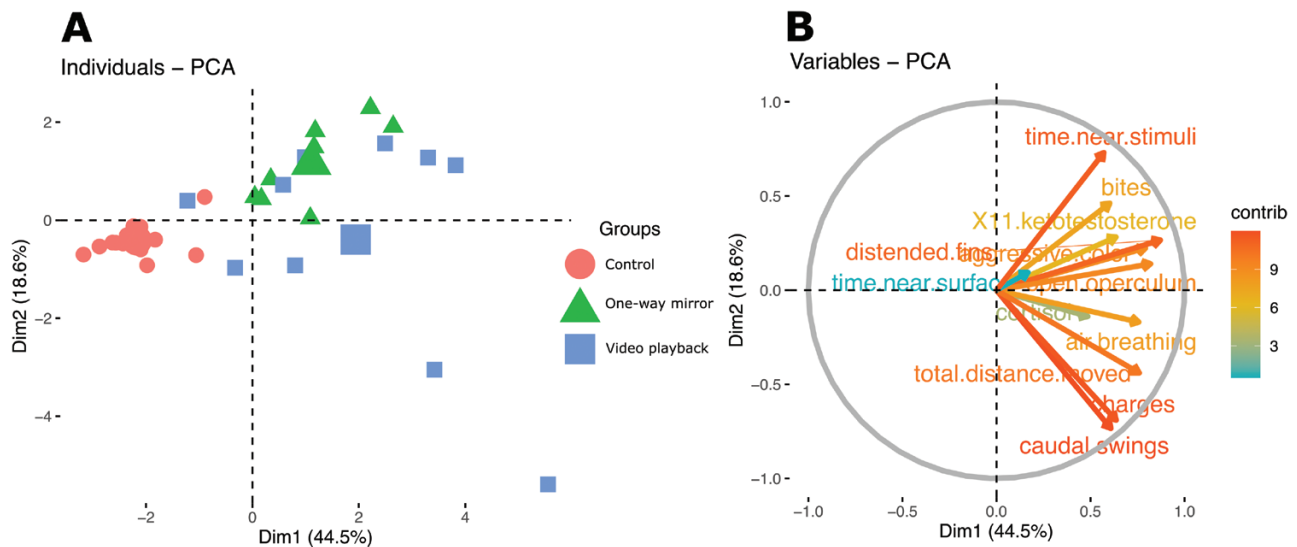 A
Individuals – PCA
2
0
−2
−4
−2
0
2
4
Dim1 (44.5%)
Dim2 (18.6%)
Groups
Control
One-way mirror
Video playback
B
Variables – PCA
1.0
0.5
0.0
−0.5
−1.0
−1.0
−0.5
0.0
0.5
1.0
Dim1 (44.5%)
Dim2 (18.6%)
time.near.stimuli
bites
X11.ketotestosterone
distended.fins
aggressive.color
time.near.surfac
open.operculum
cortisol
air.breathing
total.distance.moved
charges
caudal.swings
contrib
9
6
3